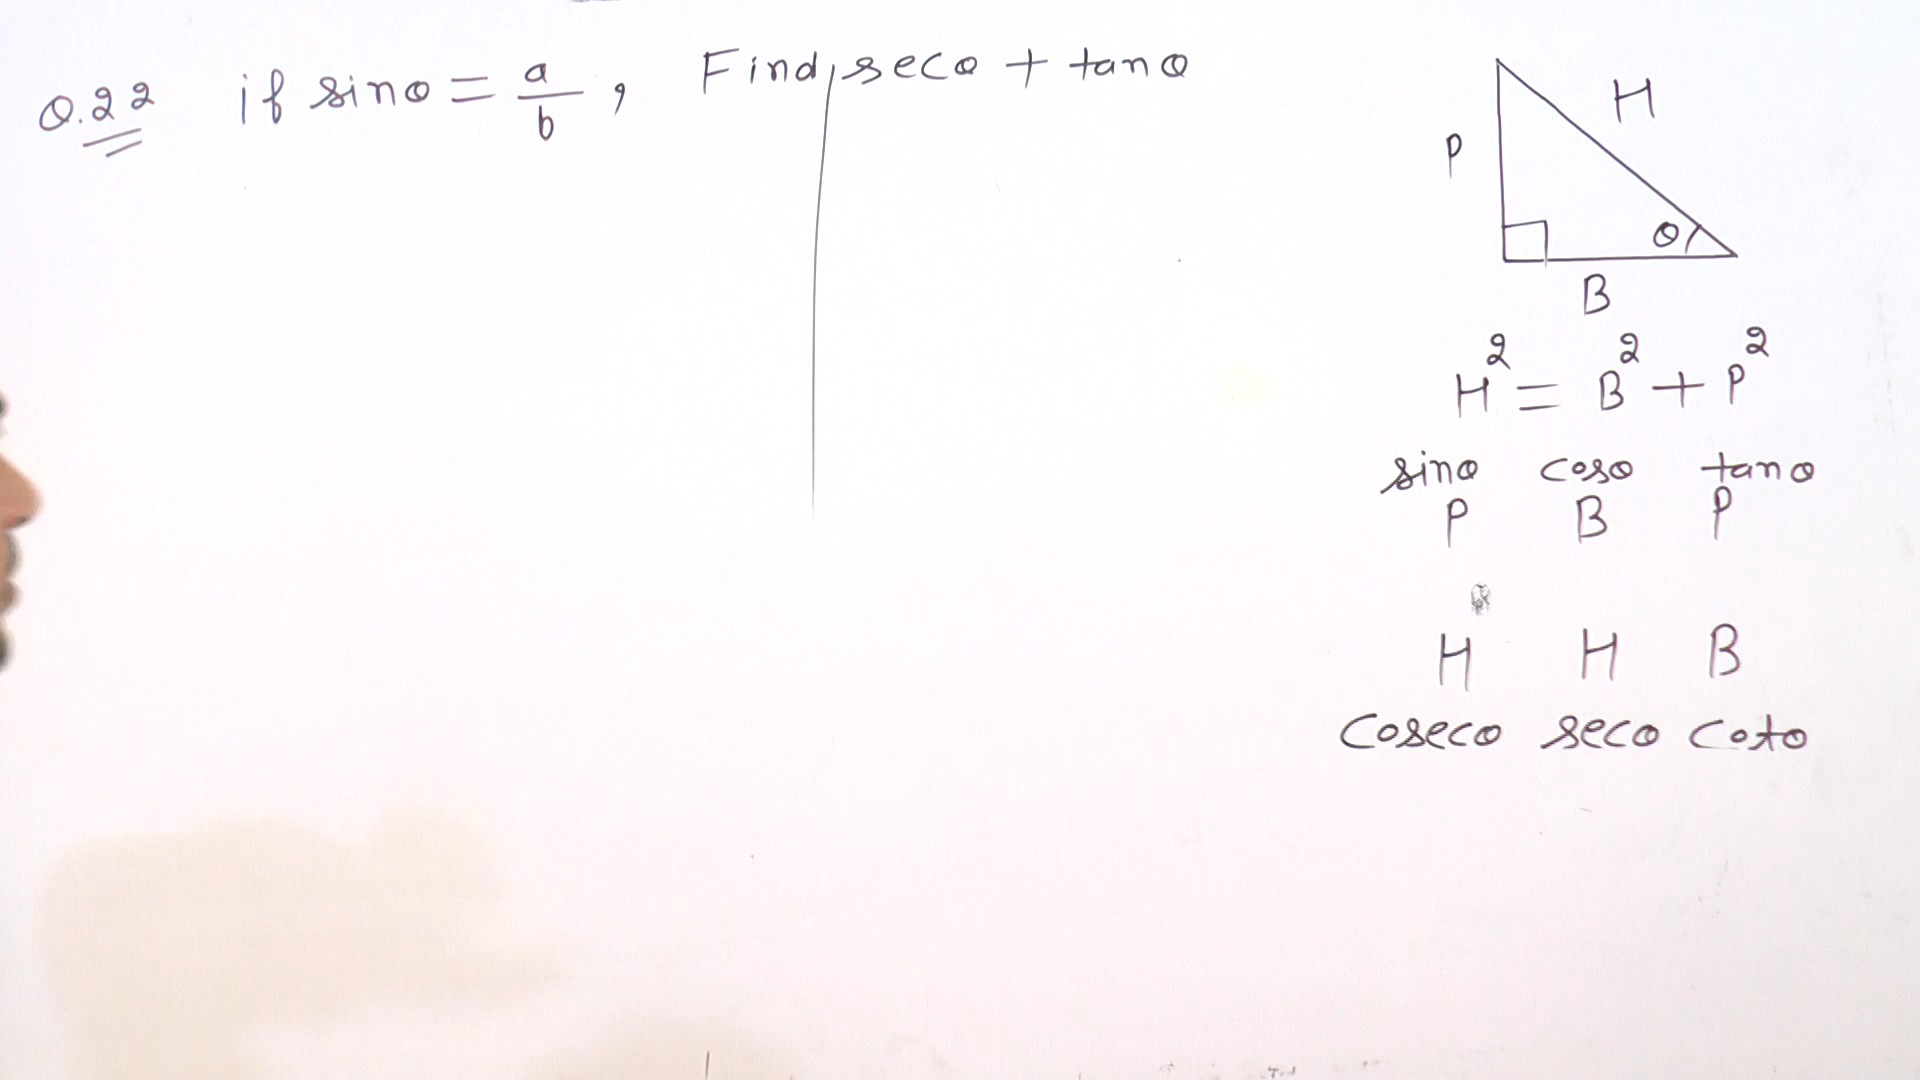 Q.22 if sinθ = a/b , Find secθ + tanθ
H
P
θ
B
H² = B² + P²
sinθ cosθ tanθ
P B P
H H B
Cosecθ secθ Cotθ